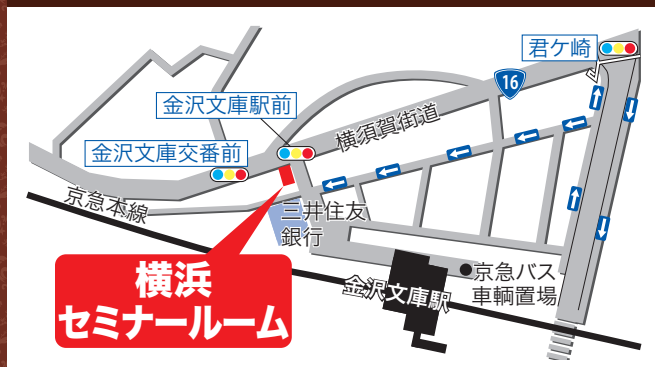 君ケ崎
16
金沢文庫駅前
横須賀街道
金沢文庫交番前
京急本線
三井住友
銀行
横浜
セミナールーム
金沢文庫駅
京急バス
車輌置場